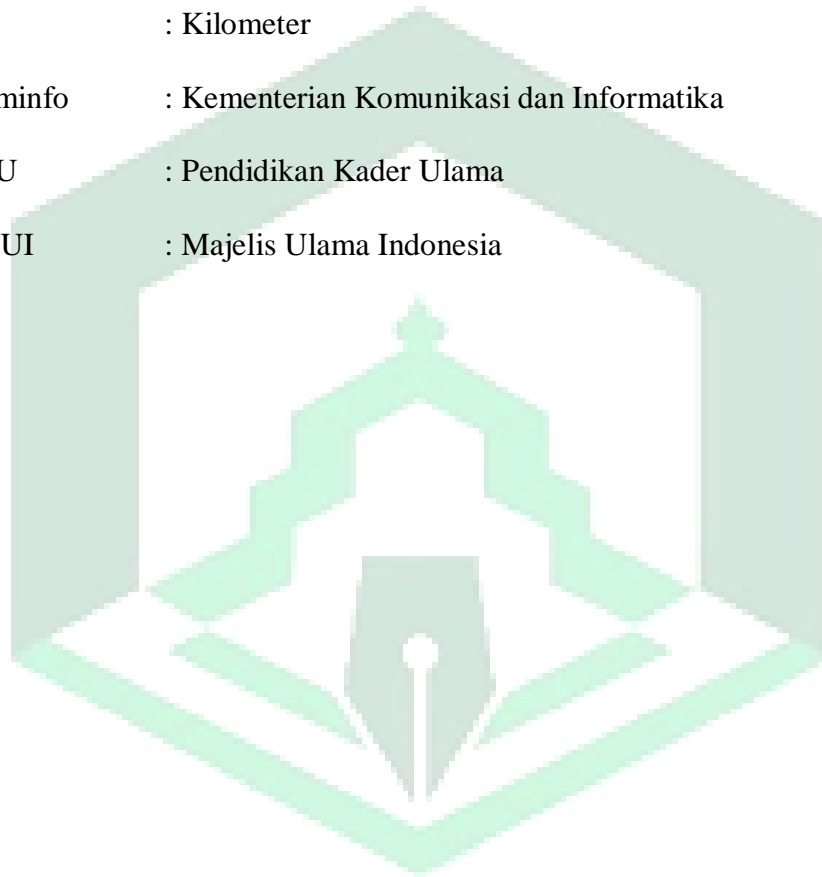 : Kilometer
minfo : Kementerian Komunikasi dan Informatika
U : Pendidikan Kader Ulama
UI : Majelis Ulama Indonesia